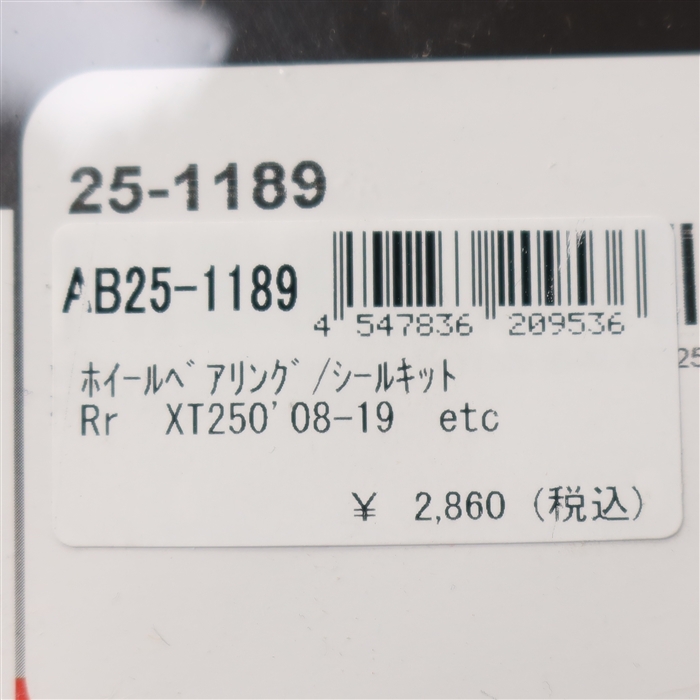 25-1189
AB25-1189
4 547836 209536
ﾎｲｰﾙﾍﾞｱﾘﾝｸﾞ/ｼｰﾙｷｯﾄ
Rr XT250'08-19 etc
¥ 2,860 (税込)
25